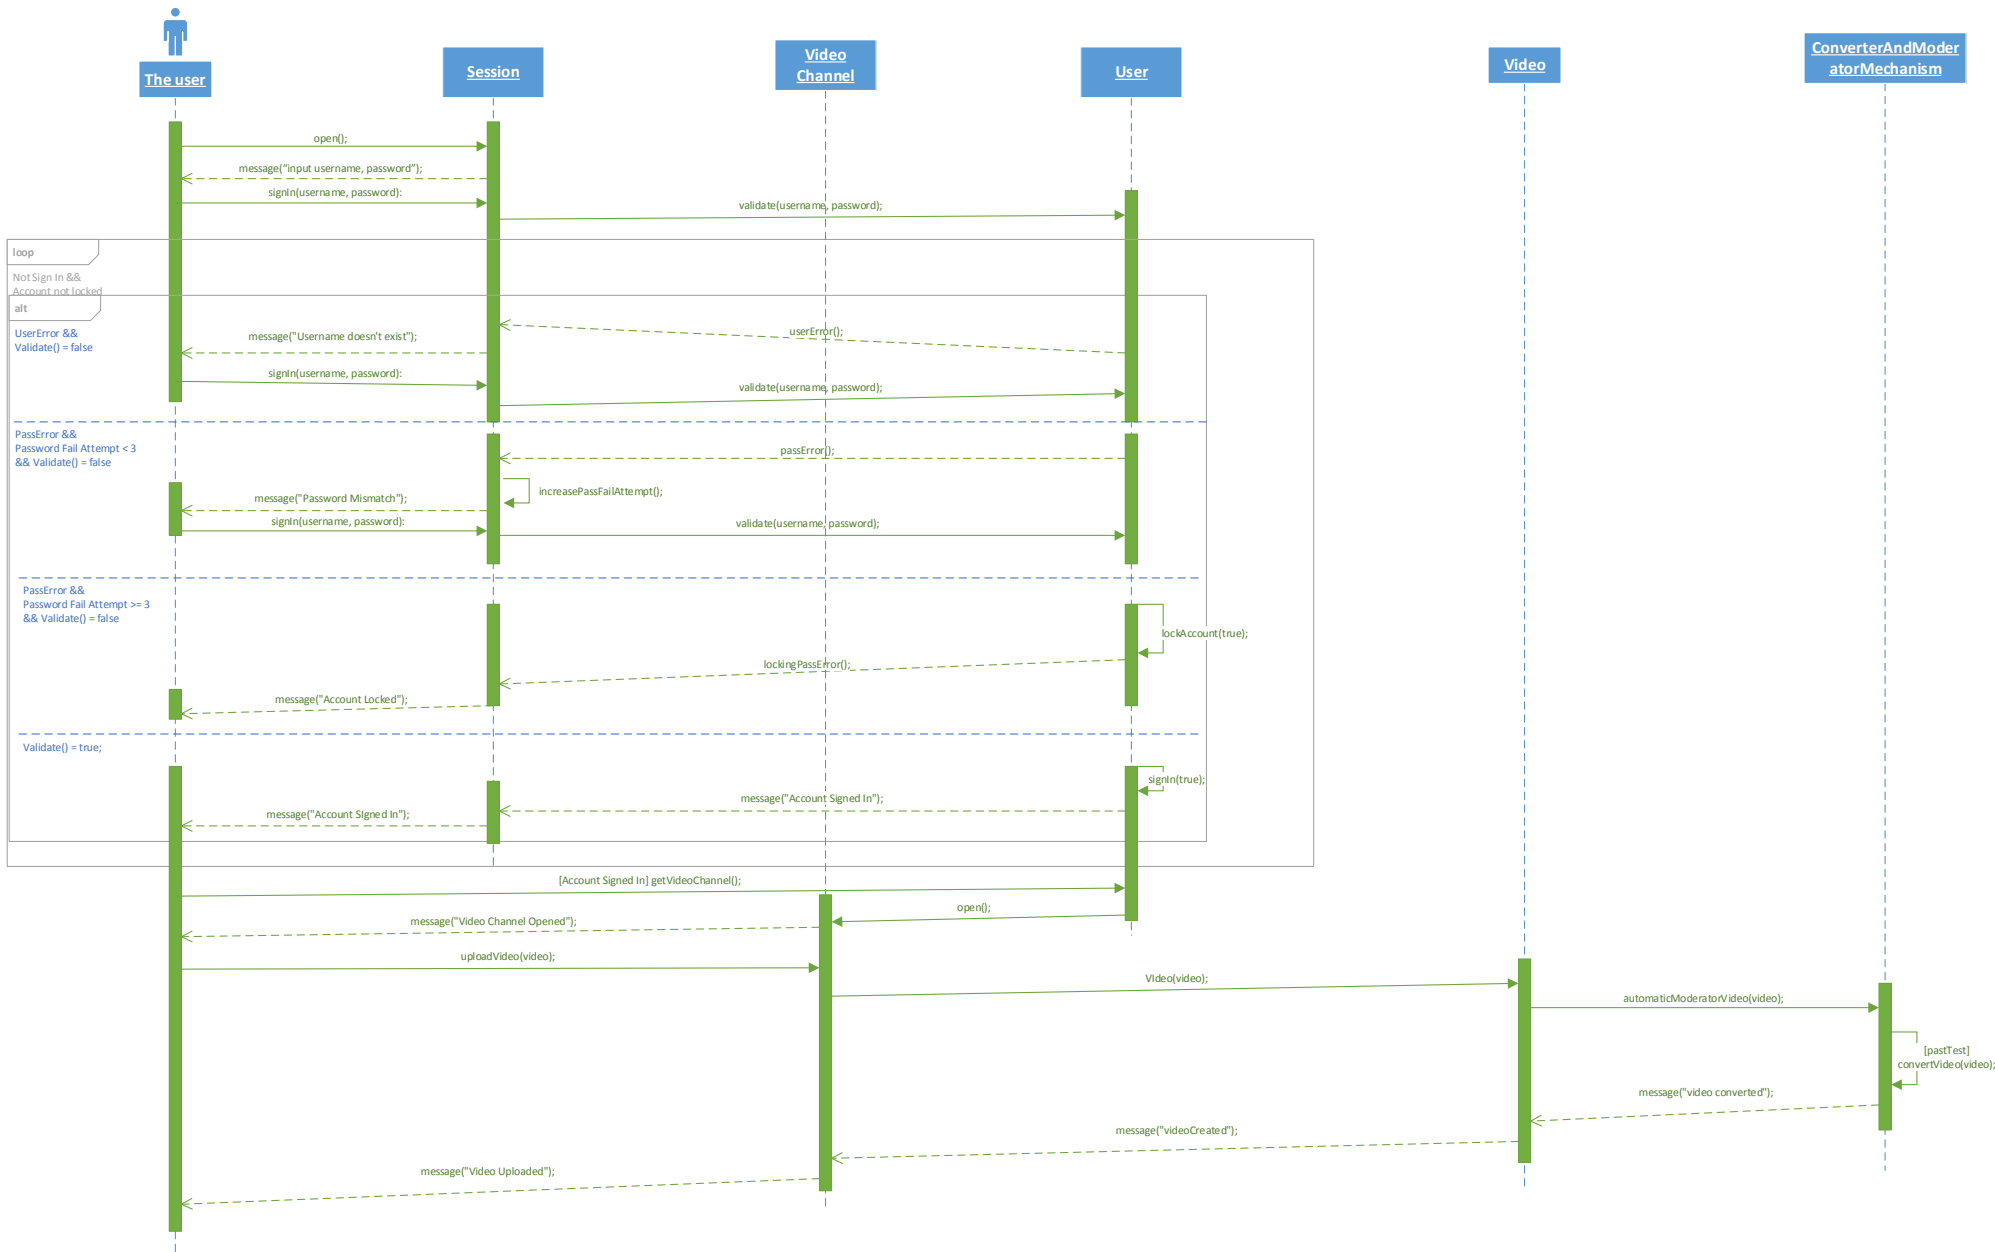 The user
Session
Video
Channel
User
Video
ConverterAndModer
atorMechanism
open();
message(“input username, password”);
signIn(username, password):
validate(username, password);
loop
Not Sign In &&
Account not locked
alt
UserError &&
Validate() = false
userError();
message("Username doesn't exist");
signIn(username, password):
validate(username, password);
PassError &&
Password Fail Attempt < 3
&& Validate() = false
passError();
increasePassFailAttempt();
message("Password Mismatch");
signIn(username, password):
validate(username, password);
PassError &&
Password Fail Attempt >= 3
&& Validate() = false
lockAccount(true);
lockingPassError();
message("Account Locked");
Validate() = true;
signIn(true);
message("Account Signed In");
message("Account SIgned In");
[Account Signed In] getVideoChannel();
open();
message("Video Channel Opened");
uploadVideo(video);
VIdeo(video);
automaticModeratorVideo(video);
[pastTest]
convertVideo(video);
message("video converted");
message("videoCreated");
message("Video Uploaded");